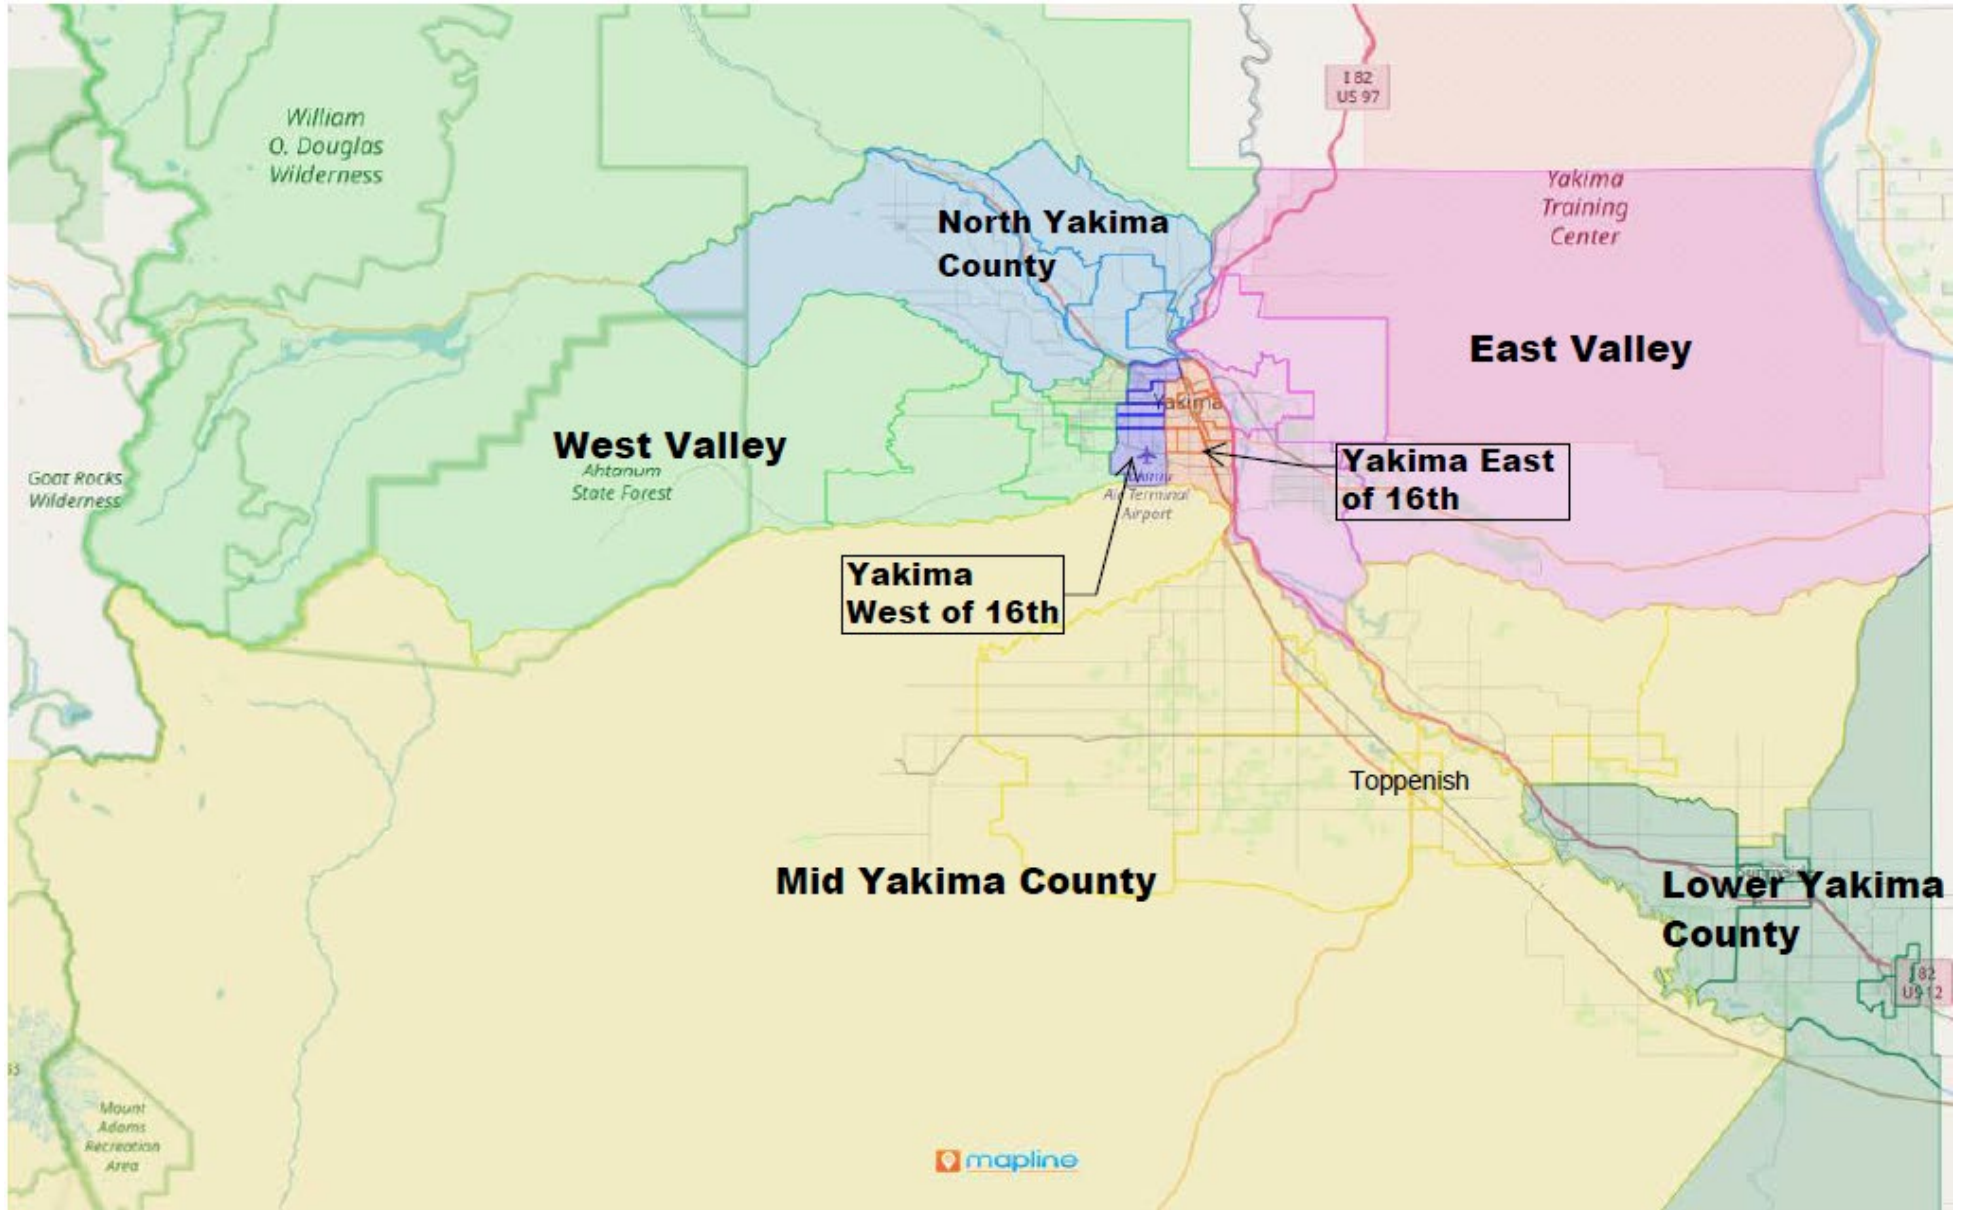 I 82
US 97
William
O. Douglas
Wilderness
Yakima
Training
Center
North Yakima
County
East Valley
Yakima
West Valley
Ahtanum
State Forest
Goat Rocks
Wilderness
Yakima East
of 16th
Air Terminal
Airport
Yakima
West of 16th
Toppenish
Mid Yakima County
Lower Yakima
County
I 82
US 12
Mount
Adams
Recreation
Area
mapline